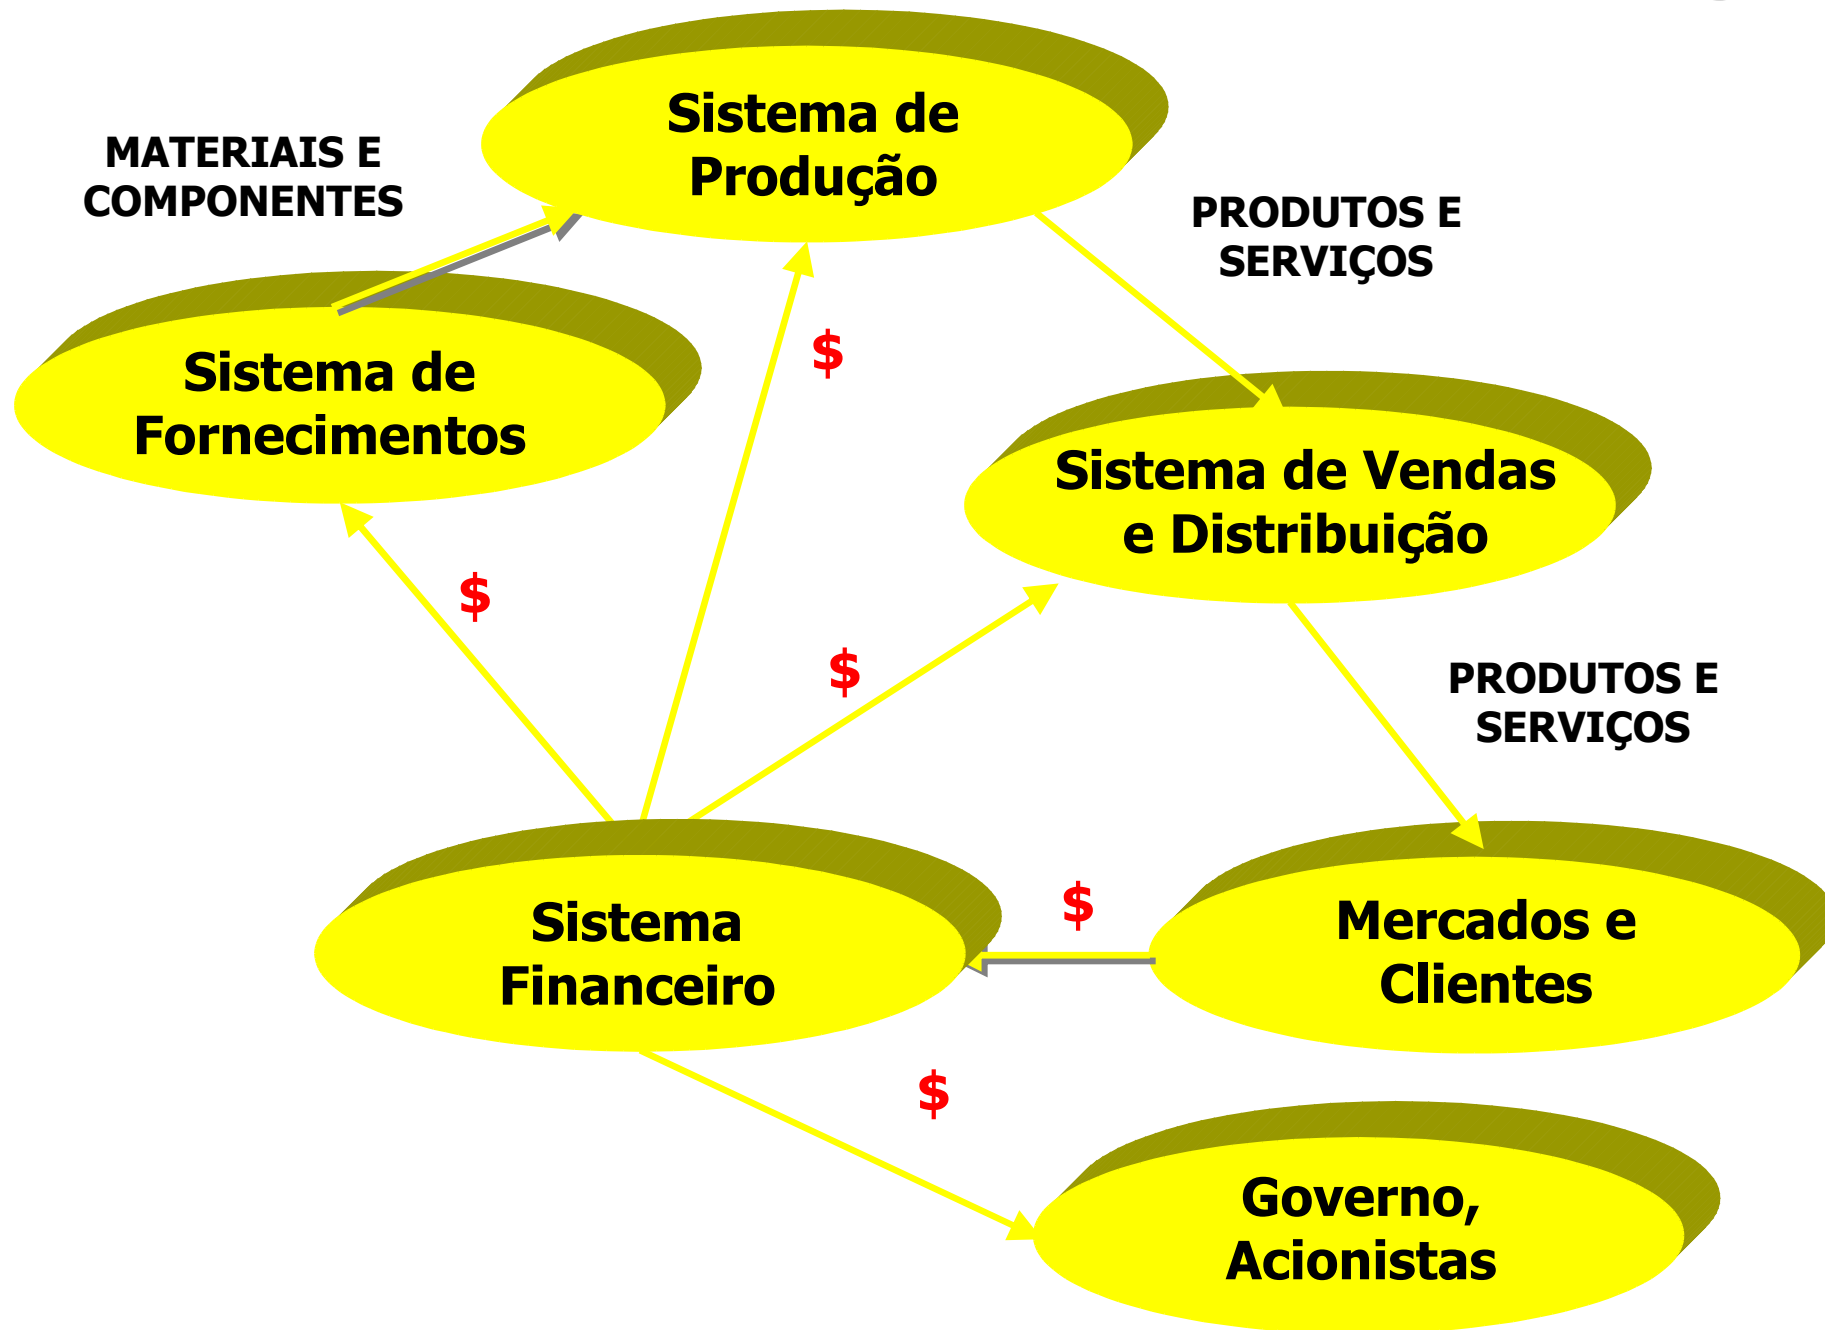 Sistema de
Produção
MATERIAIS E
COMPONENTES
PRODUTOS E
SERVIÇOS
$
Sistema de
Fornecimentos
Sistema de Vendas
e Distribuição
$
$
PRODUTOS E
SERVIÇOS
Sistema
Financeiro
$
Mercados e
Clientes
$
Governo,
Acionistas